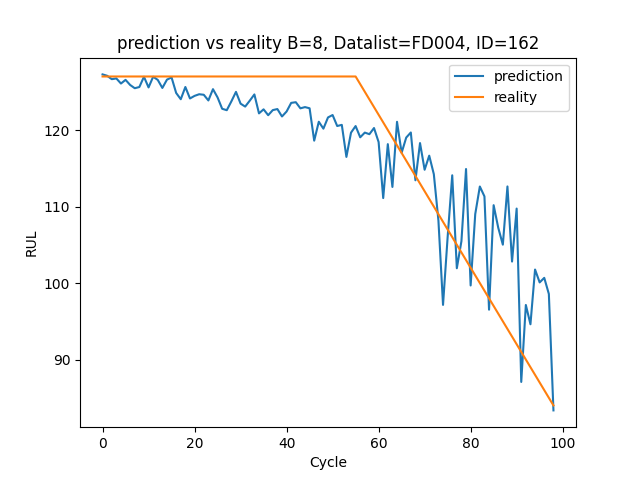 prediction vs reality B=8, Datalist=FD004, ID=162
prediction
reality
RUL
120
110
100
90
0 20 40 60 80 100
Cycle